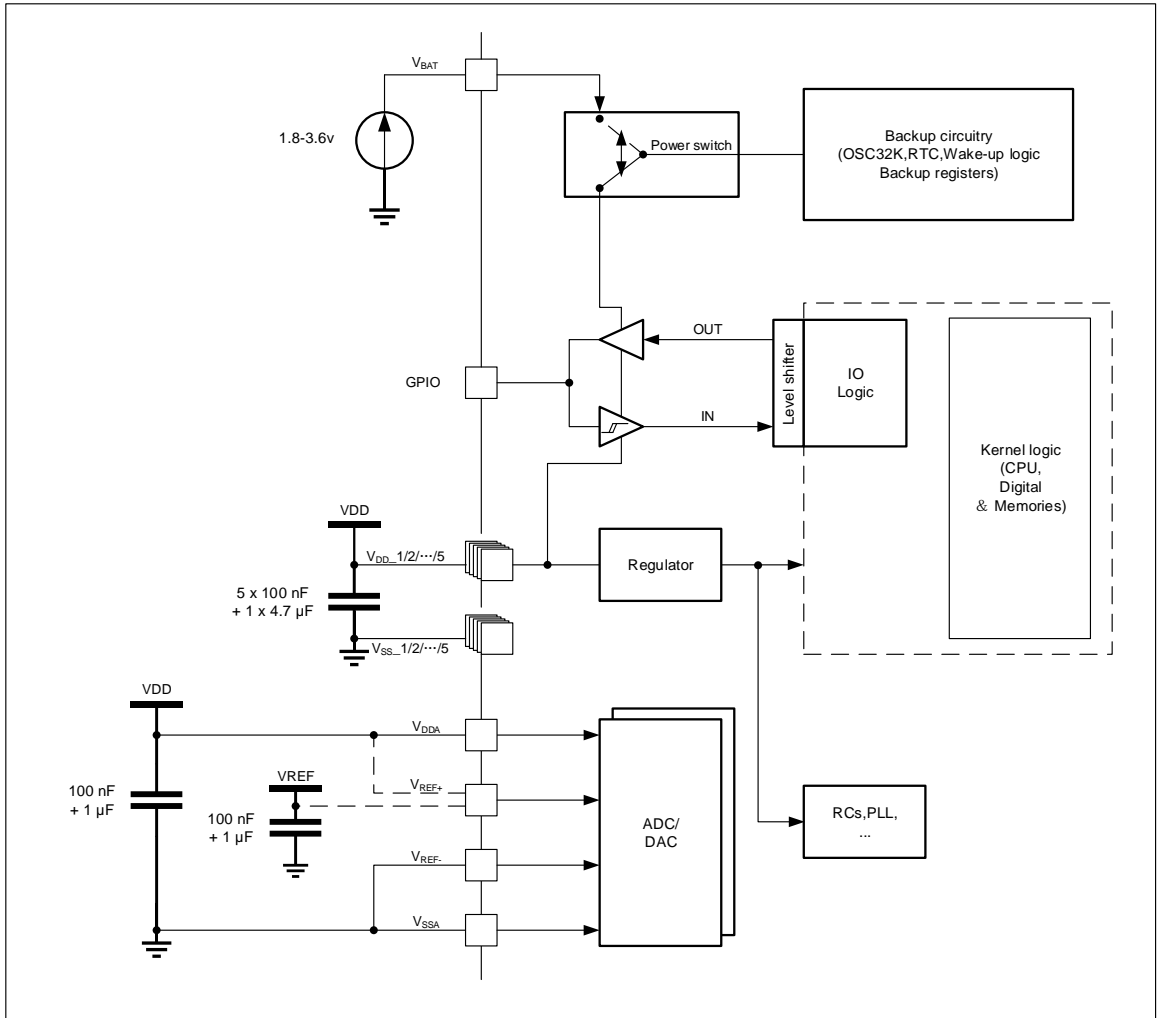 VBAT
1.8-3.6v
Power switch
Backup circuitry
(OSC32K,RTC,Wake-up logic
Backup registers)
OUT
GPIO
IN
Level shifter
IO
Logic
Kernel logic
(CPU,
Digital
& Memories)
VDD
VDD_1/2/···/5
5 x 100 nF
+ 1 x 4.7 µF
VSS_1/2/···/5
Regulator
VDD
VDDA
100 nF
+ 1 µF
VREF
VREF+
100 nF
+ 1 µF
VREF-
VSSA
ADC/
DAC
RCs,PLL,
...